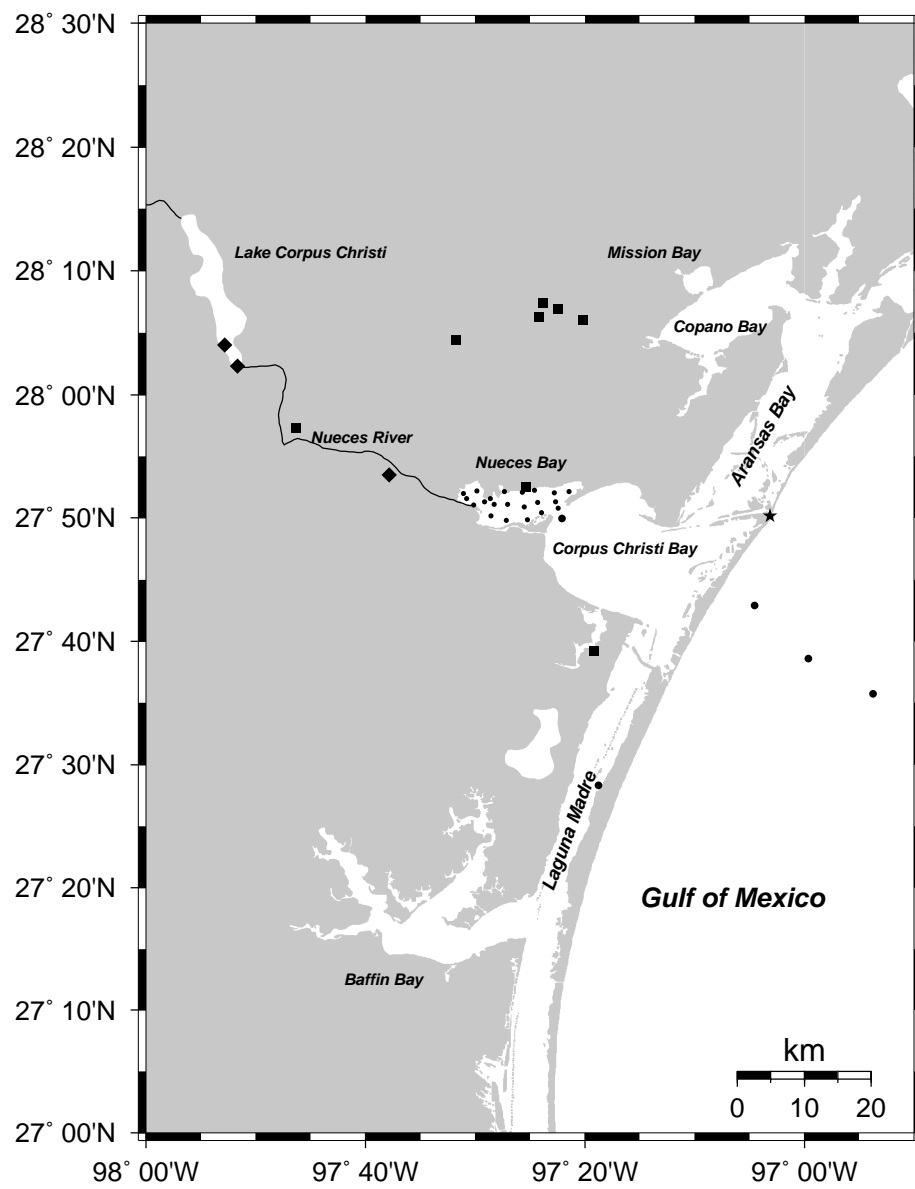 28° 30'N
28° 20'N
28° 10'N
28° 00'N
27° 50'N
27° 40'N
27° 30'N
27° 20'N
27° 10'N
27° 00'N
Lake Corpus Christi
Mission Bay
Copano Bay
Aransas Bay
Nueces River
Nueces Bay
Corpus Christi Bay
Laguna Madre
Gulf of Mexico
Baffin Bay
km
0 10 20
98° 00'W 97° 40'W 97° 20'W 97° 00'W